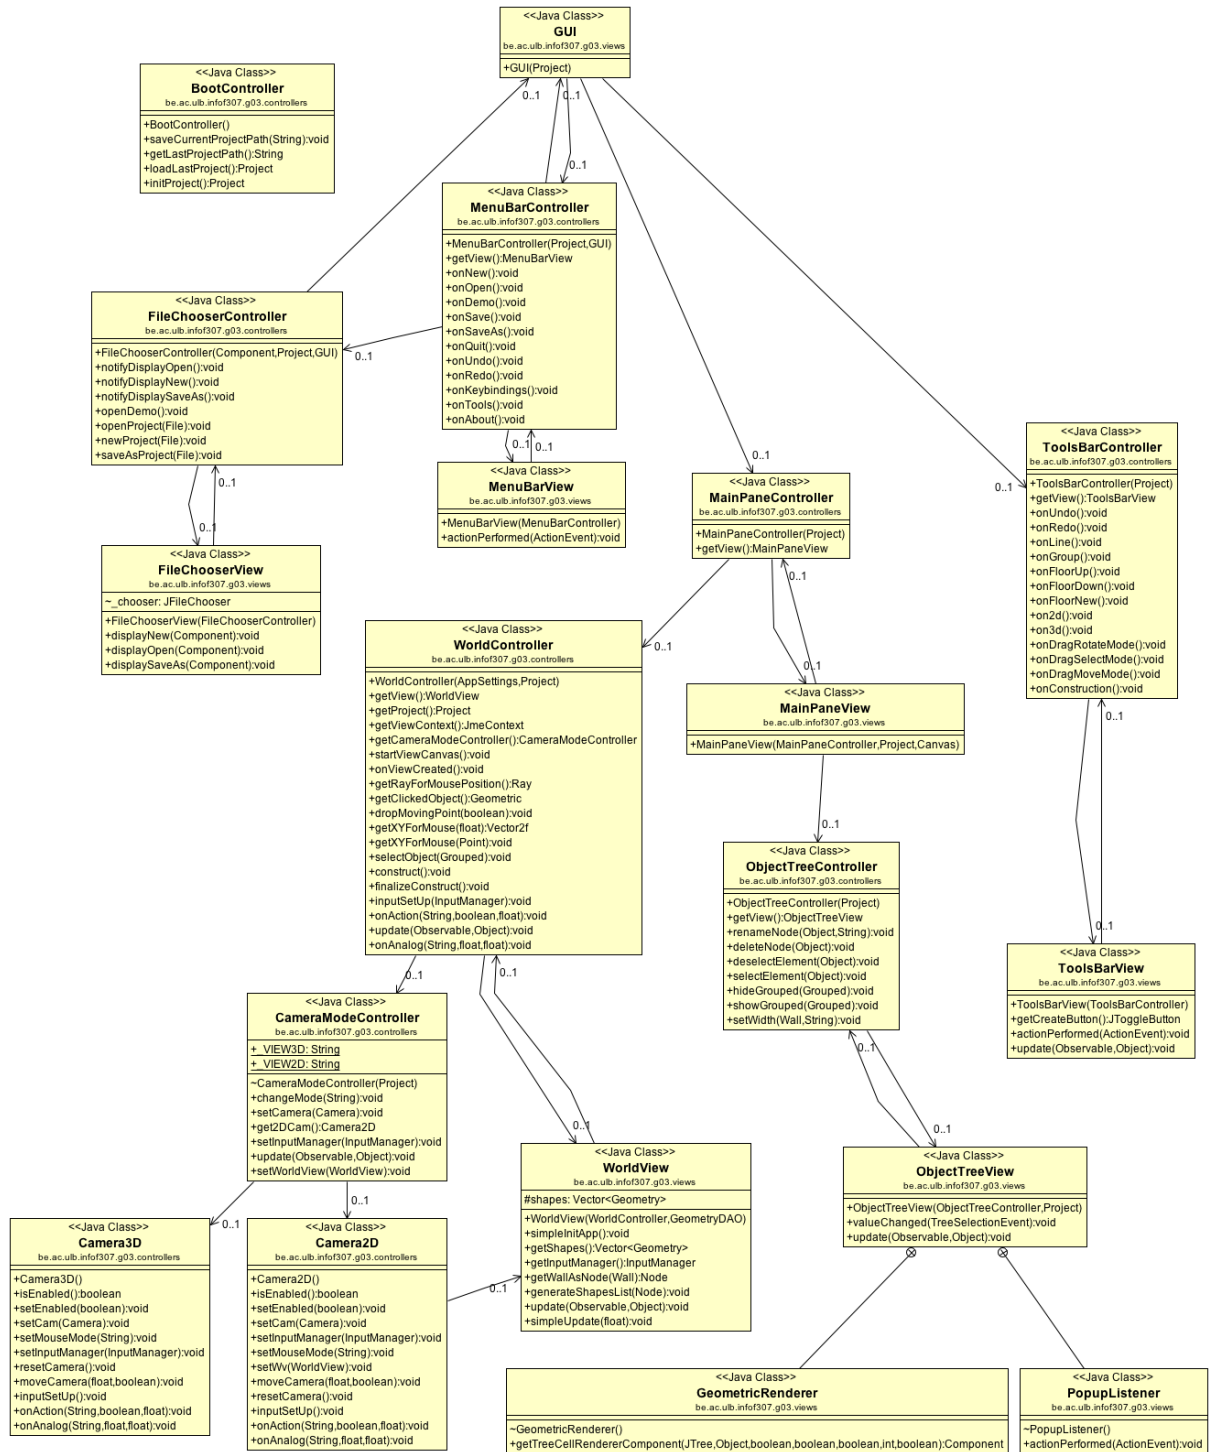 <<Java Class>>
GUI
be.ac.ulb.infof307.g03.views
+GUI(Project)
0..1
0..1
0..1
0..1
0..1
<<Java Class>>
BootController
be.ac.ulb.infof307.g03.controllers
+BootController()
+saveCurrentProjectPath(String):void
+getLastProjectPath():String
+loadLastProject():Project
+initProject():Project
<<Java Class>>
MenuBarController
be.ac.ulb.infof307.g03.controllers
+MenuBarController(Project,GUI)
+getView():MenuBarView
+onNew():void
+onOpen():void
+onDemo():void
+onSave():void
+onSaveAs():void
+onQuit():void
+onUndo():void
+onRedo():void
+onKeybindings():void
+onTools():void
+onAbout():void
0..1
0..1
0..1
<<Java Class>>
FileChooserController
be.ac.ulb.infof307.g03.controllers
+FileChooserController(Component,Project,GUI)
+notifyDisplayOpen():void
+notifyDisplayNew():void
+notifyDisplaySaveAs():void
+openDemo():void
+openProject(File):void
+newProject(File):void
+saveAsProject(File):void
0..1
0..1
<<Java Class>>
MenuBarView
be.ac.ulb.infof307.g03.views
+MenuBarView(MenuBarController)
+actionPerformed(ActionEvent):void
<<Java Class>>
FileChooserView
be.ac.ulb.infof307.g03.views
~_chooser: JFileChooser
+FileChooserView(FileChooserController)
+displayNew(Component):void
+displayOpen(Component):void
+displaySaveAs(Component):void
<<Java Class>>
MainPaneController
be.ac.ulb.infof307.g03.controllers
+MainPaneController(Project)
+getView():MainPaneView
0..1
0..1
0..1
<<Java Class>>
ToolsBarController
be.ac.ulb.infof307.g03.controllers
+ToolsBarController(Project)
+getView():ToolsBarView
+onUndo():void
+onRedo():void
+onLine():void
+onGroup():void
+onFloorUp():void
+onFloorDown():void
+onFloorNew():void
+on2d():void
+on3d():void
+onDragRotateMode():void
+onDragSelectMode():void
+onDragMoveMode():void
+onConstruction():void
0..1
0..1
<<Java Class>>
WorldController
be.ac.ulb.infof307.g03.controllers
+WorldController(AppSettings,Project)
+getView():WorldView
+getProject():Project
+getViewContext():JmeContext
+getCameraModeController():CameraModeController
+startViewCanvas():void
+onViewCreated():void
+getRayForMousePosition():Ray
+getClickedObject():Geometric
+dropMovingPoint(boolean):void
+getXYForMouse(float):Vector2f
+getXYForMouse(Point):void
+selectObject(Grouped):void
+construct():void
+finalizeConstruct():void
+inputSetUp(InputManager):void
+onAction(String,boolean,float):void
+update(Observable,Object):void
+onAnalog(String,float,float):void
0..1
0..1
0..1
<<Java Class>>
MainPaneView
be.ac.ulb.infof307.g03.views
+MainPaneView(MainPaneController,Project,Canvas)
0..1
<<Java Class>>
ObjectTreeController
be.ac.ulb.infof307.g03.controllers
+ObjectTreeController(Project)
+getView():ObjectTreeView
+renameNode(Object,String):void
+deleteNode(Object):void
+deselectElement(Object):void
+selectElement(Object):void
+hideGrouped(Grouped):void
+showGrouped(Grouped):void
+setWidth(Wall,String):void
0..1
0..1
<<Java Class>>
ToolsBarView
be.ac.ulb.infof307.g03.views
+ToolsBarView(ToolsBarController)
+getCreateButton():JToggleButton
+actionPerformed(ActionEvent):void
+update(Observable,Object):void
<<Java Class>>
CameraModeController
be.ac.ulb.infof307.g03.controllers
+_VIEW3D: String
+_VIEW2D: String
~CameraModeController(Project)
+changeMode(String):void
+setCamera(Camera):void
+get2DCam():Camera2D
+setInputManager(InputManager):void
+update(Observable,Object):void
+setWorldView(WorldView):void
0..1
0..1
<<Java Class>>
WorldView
be.ac.ulb.infof307.g03.views
#shapes: Vector<Geometry>
+WorldView(WorldController,GeometryDAO)
+simpleInitApp():void
+getShapes():Vector<Geometry>
+getInputManager():InputManager
+getWallAsNode(Wall):Node
+generateShapesList(Node):void
+update(Observable,Object):void
+simpleUpdate(float):void
<<Java Class>>
ObjectTreeView
be.ac.ulb.infof307.g03.views
+ObjectTreeView(ObjectTreeController,Project)
+valueChanged(TreeSelectionEvent):void
+update(Observable,Object):void
<<Java Class>>
Camera3D
be.ac.ulb.infof307.g03.controllers
+Camera3D()
+isEnabled():boolean
+setEnabled(boolean):void
+setCam(Camera):void
+setMouseMode(String):void
+setInputManager(InputManager):void
+resetCamera():void
+moveCamera(float,boolean):void
+inputSetUp():void
+onAction(String,boolean,float):void
+onAnalog(String,float,float):void
<<Java Class>>
Camera2D
be.ac.ulb.infof307.g03.controllers
+Camera2D()
+isEnabled():boolean
+setEnabled(boolean):void
+setCam(Camera):void
+setInputManager(InputManager):void
+setMouseMode(String):void
+setWv(WorldView):void
+moveCamera(float,boolean):void
+resetCamera():void
+inputSetUp():void
+onAction(String,boolean,float):void
+onAnalog(String,float,float):void
0..1
<<Java Class>>
GeometricRenderer
be.ac.ulb.infof307.g03.views
~GeometricRenderer()
+getTreeCellRendererComponent(JTree,Object,boolean,boolean,boolean,int,boolean):Component
<<Java Class>>
PopupListener
be.ac.ulb.infof307.g03.views
~PopupListener()
+actionPerformed(ActionEvent):void